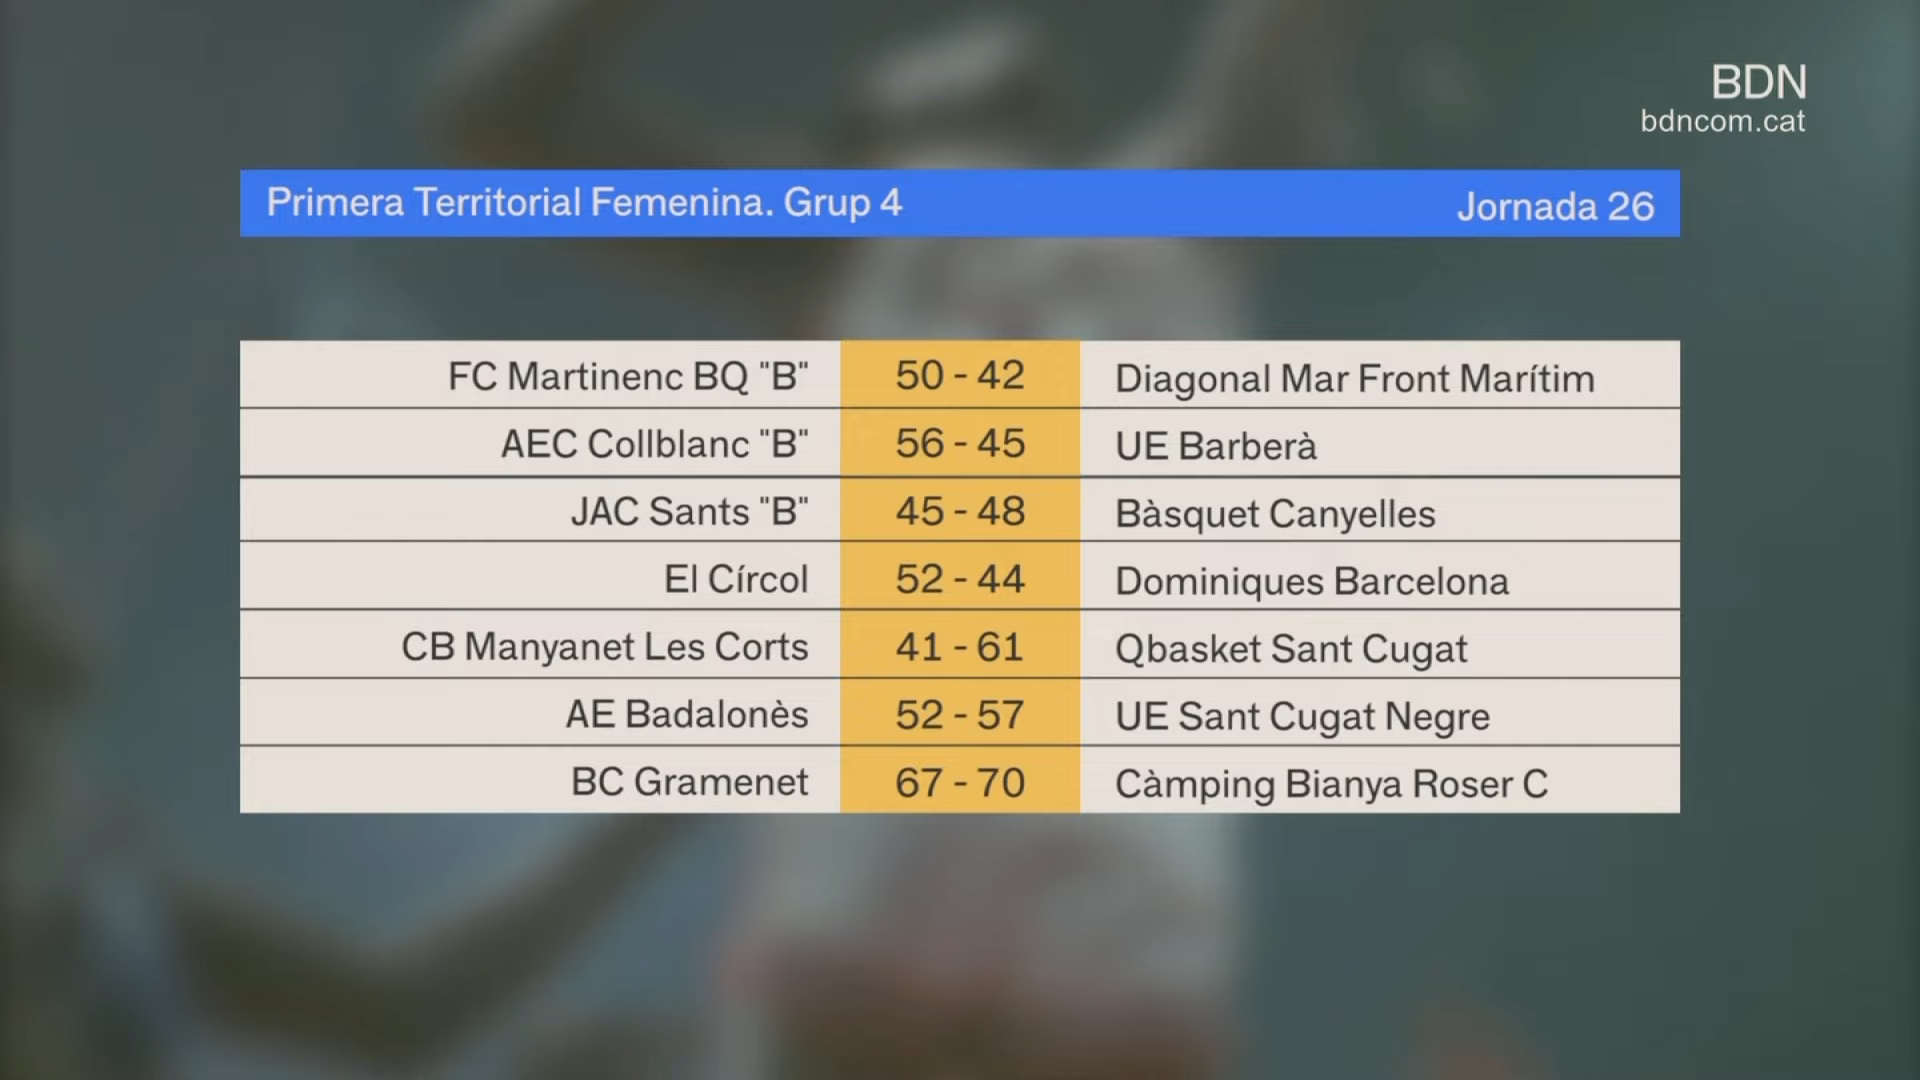 BDN
bdncom.cat
Primera Territorial Femenina. Grup 4 Jornada 26
FC Martinenc BQ "B" 50 - 42 Diagonal Mar Front Marítim
AEC Collblanc "B" 56 - 45 UE Barberà
JAC Sants "B" 45 - 48 Bàsquet Canyelles
El Círcol 52 - 44 Dominiques Barcelona
CB Manyanet Les Corts 41 - 61 Qbasket Sant Cugat
AE Badalonès 52 - 57 UE Sant Cugat Negre
BC Gramenet 67 - 70 Càmping Bianya Roser C